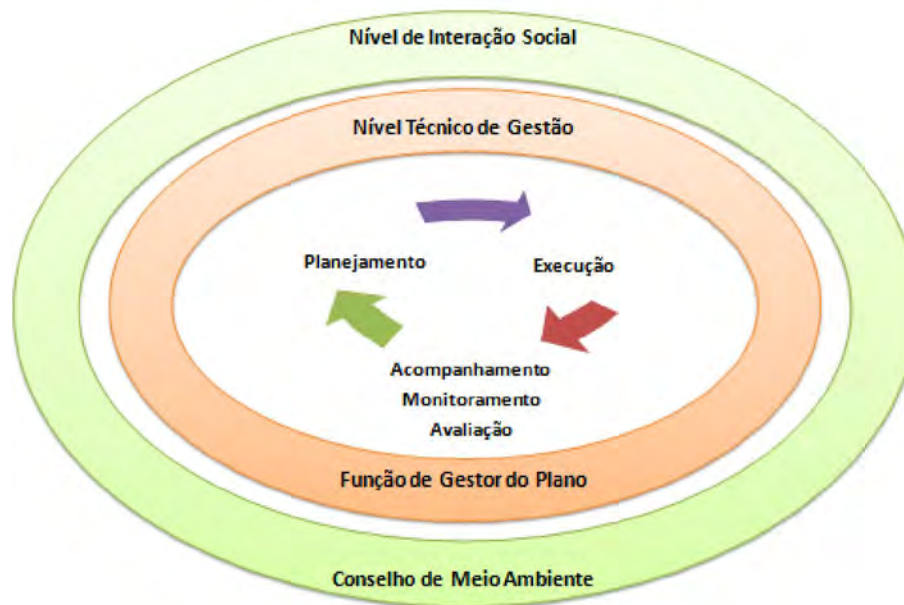 Nível de Interação Social
Nível Técnico de Gestão
Planejamento
Execução
Acompanhamento
Monitoramento
Avaliação
Função de Gestor do Plano
Conselho de Meio Ambiente